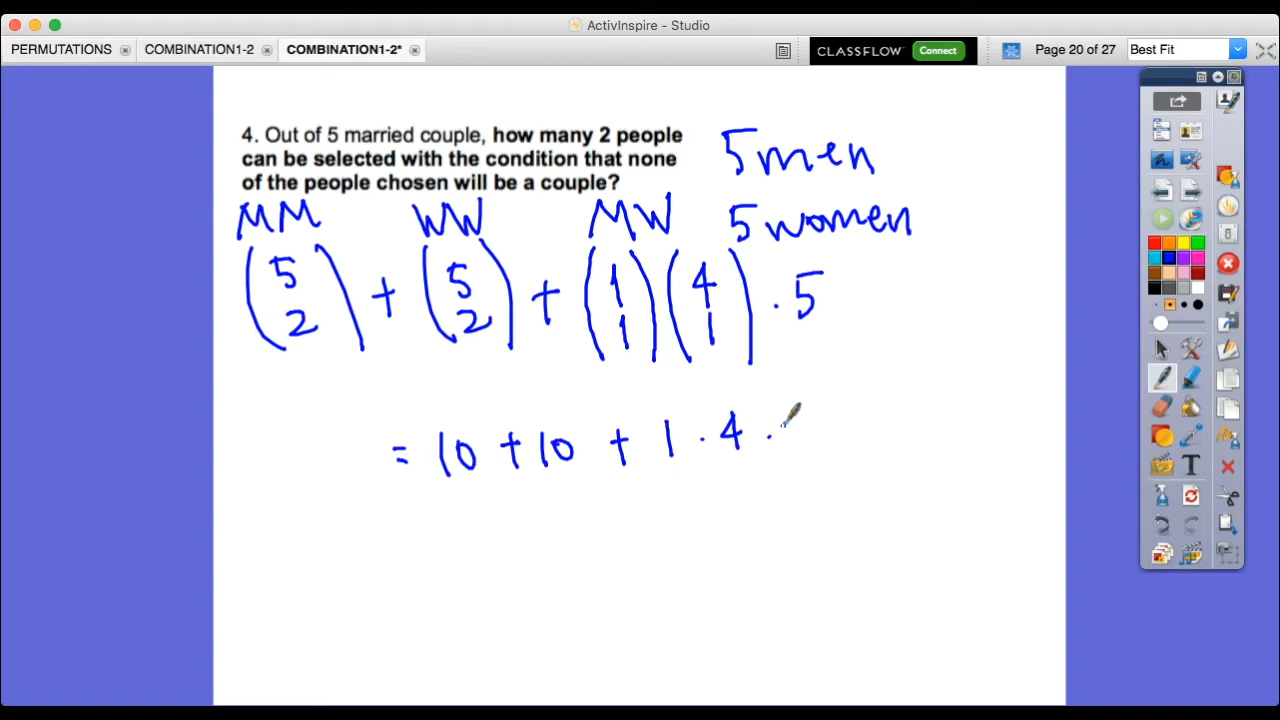 ActivInspire - Studio
PERMUTATIONS COMBINATION1-2 COMBINATION1-2*
CLASSFLOW Connect
Page 20 of 27 Best Fit
4. Out of 5 married couple, how many 2 people
can be selected with the condition that none
of the people chosen will be a couple?
5 men
5 women
MM WW MW
(5 2) + (5 2) + (1 1)(4 1) · 5
= 10 + 10 + 1 · 4 ·